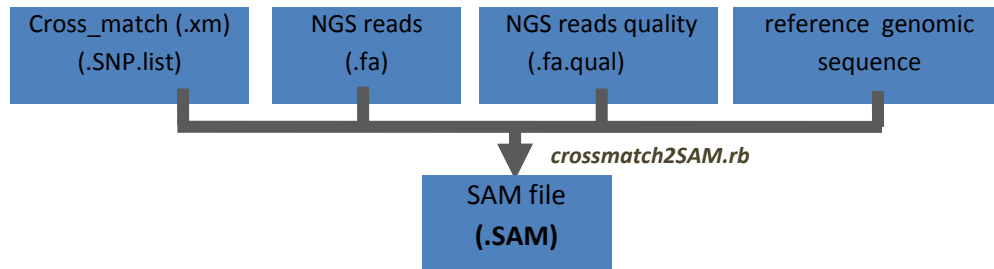 Cross_match (.xm)
(.SNP.list)
NGS reads
(.fa)
NGS reads quality
(.fa.qual)
reference genomic
sequence
crossmatch2SAM.rb
SAM file
(.SAM)